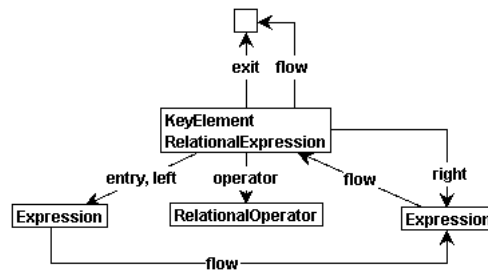 exit flow
KeyElement
RelationalExpression
entry, left operator flow right
Expression RelationalOperator Expression
flow